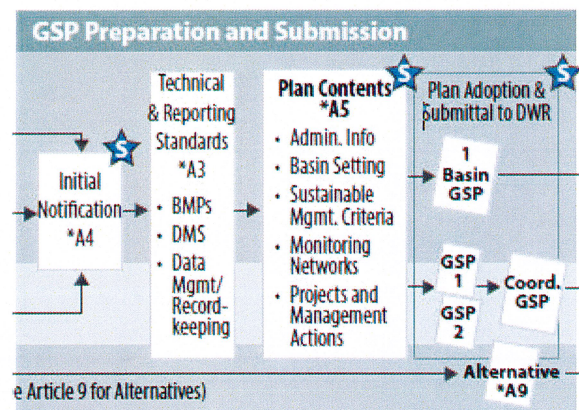 GSP Preparation and Submission
S
Initial
Notification
*A4
Technical
& Reporting
Standards
*A3
• BMPs
• DMS
• Data
Mgmt/
Record-
keeping
S
Plan Contents
*A5
• Admin. Info
• Basin Setting
• Sustainable
Mgmt. Criteria
• Monitoring
Networks
• Projects and
Management
Actions
S
Plan Adoption &
Submittal to DWR
1
Basin
GSP
GSP
1
GSP
2
Coord.
GSP
Alternative
*A9
e Article 9 for Alternatives)